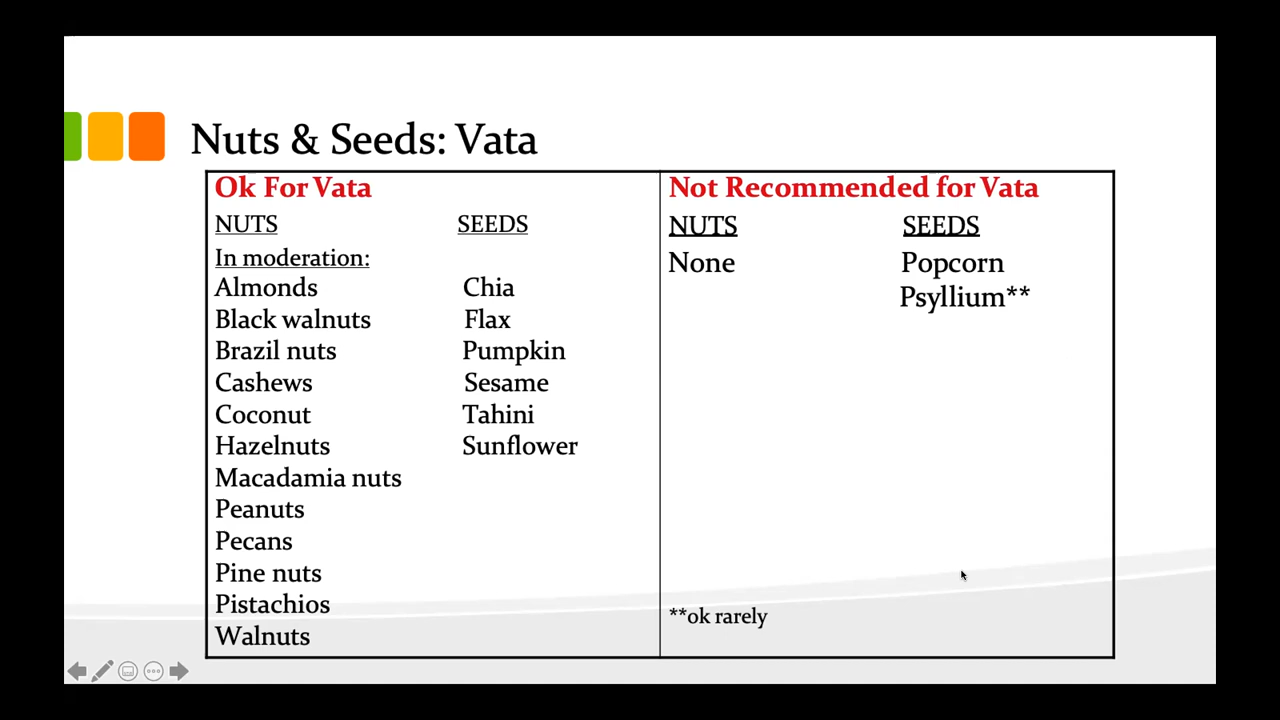 Nuts & Seeds: Vata
Ok For Vata
NUTS SEEDS
In moderation:
Almonds Chia
Black walnuts Flax
Brazil nuts Pumpkin
Cashews Sesame
Coconut Tahini
Hazelnuts Sunflower
Macadamia nuts
Peanuts
Pecans
Pine nuts
Pistachios
Walnuts
Not Recommended for Vata
NUTS SEEDS
None Popcorn
Psyllium**
**ok rarely